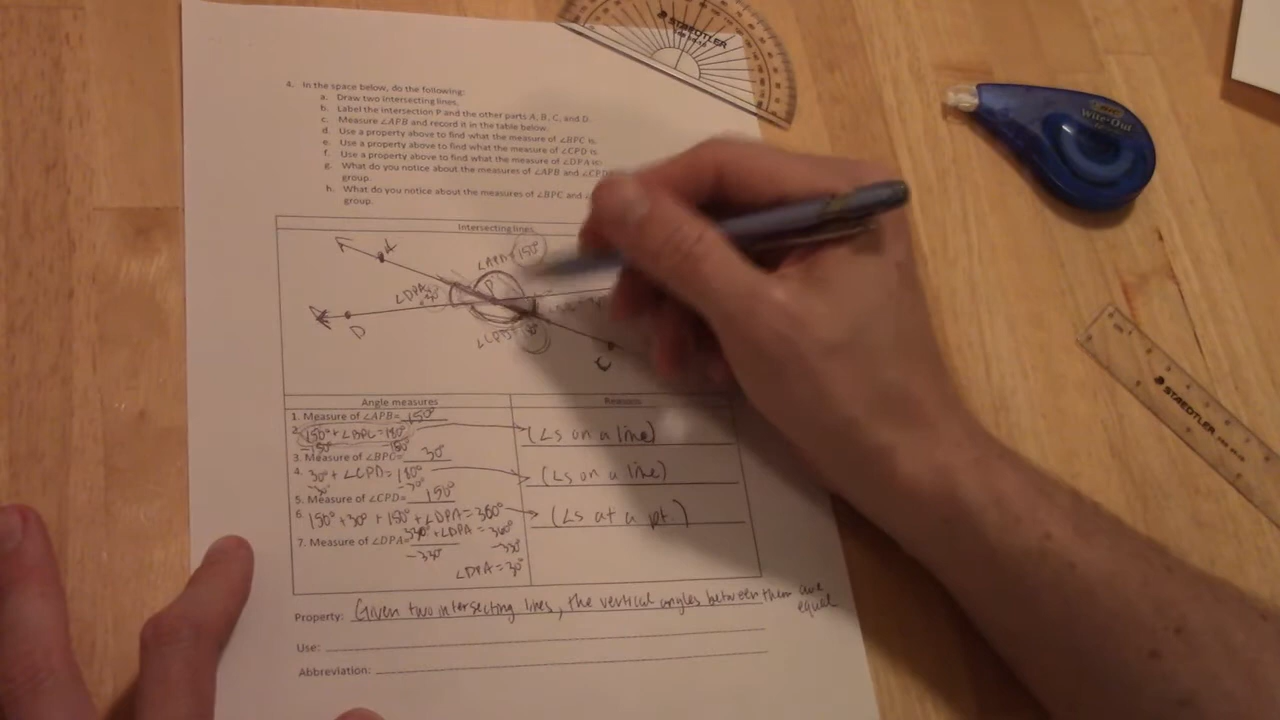 4. In the space below, do the following:
a. Draw two intersecting lines.
b. Label the intersection P and the other parts A, B, C, and D.
c. Measure ∠APB and record it in the table below.
d. Use a property above to find what the measure of ∠BPC is.
e. Use a property above to find what the measure of ∠CPD is.
f. Use a property above to find what the measure of ∠DPA is.
g. What do you notice about the measures of ∠APB and ∠CPD
group.
h. What do you notice about the measures of ∠BPC and
group.
Intersecting lines
A
∠APB=150°
P
∠DPA
D
C
Angle measures
Reasons
1. Measure of ∠APB= 150°
2. 150°+∠BPC=180°
-150° -150°
(∠s on a line)
3. Measure of ∠BPC= 30°
4. 30°+∠CPD=180°
-30° -30°
(∠s on a line)
5. Measure of ∠CPD= 150°
6. 150°+30°+150°+∠DPA=360°
(∠s at a pt.)
330°+∠DPA=360°
7. Measure of ∠DPA=
-330° -330°
∠DPA=30°
Property: Given two intersecting lines, the vertical angles between them are
equal
Use:
Abbreviation:
STAEDTLER
Wite-Out
STAEDTLER